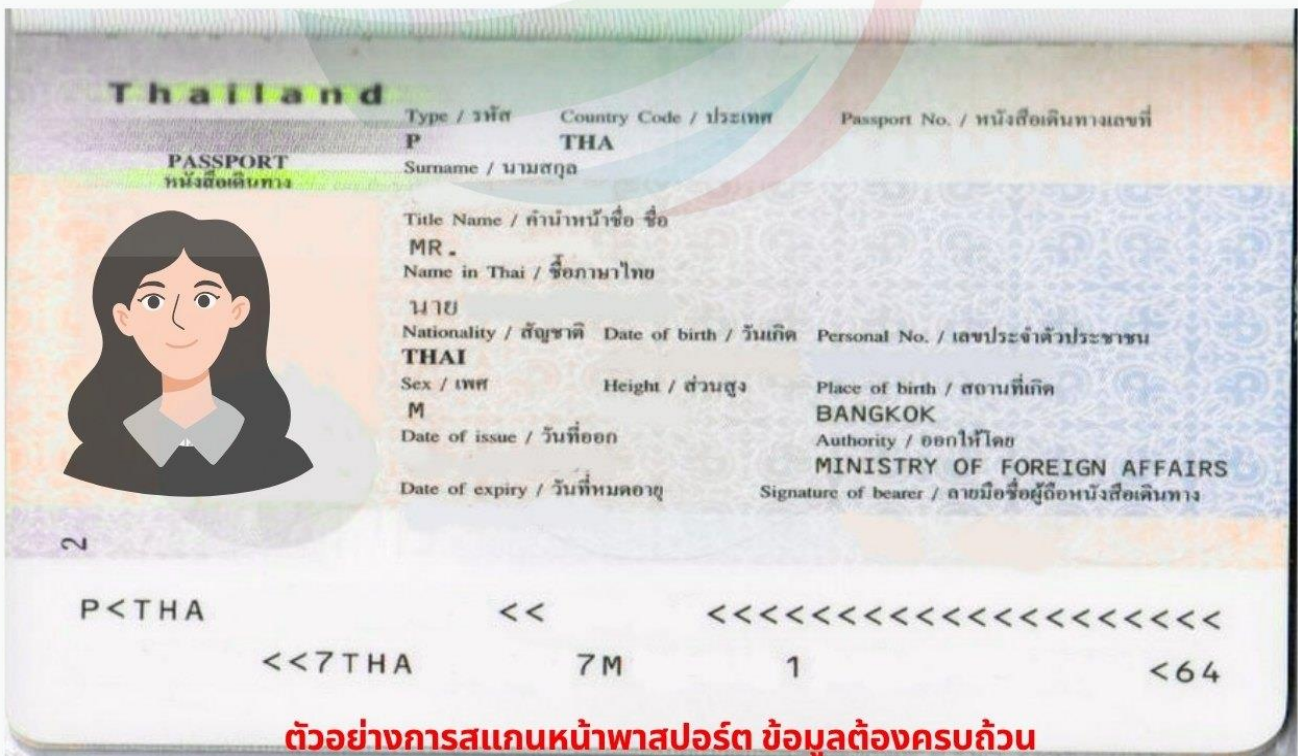 Thailand
Type / รหัส Country Code / ประเทศ Passport No. / หนังสือเดินทางเลขที่
P THA
PASSPORT
หนังสือเดินทาง
Surname / นามสกุล
Title Name / คำนำหน้าชื่อ ชื่อ
MR.
Name in Thai / ชื่อภาษาไทย
นาย
Nationality / สัญชาติ Date of birth / วันเกิด Personal No. / เลขประจำตัวประชาชน
THAI
Sex / เพศ Height / ส่วนสูง Place of birth / สถานที่เกิด
M BANGKOK
Date of issue / วันที่ออก Authority / ออกให้โดย
MINISTRY OF FOREIGN AFFAIRS
Date of expiry / วันที่หมดอายุ Signature of bearer / ลายมือชื่อผู้ถือหนังสือเดินทาง
2
P<THA << <<<<<<<<<<<<<<<<<<<<
<<7THA 7M 1 <64
ตัวอย่างการสแกนหน้าพาสปอร์ต ข้อมูลต้องครบถ้วน